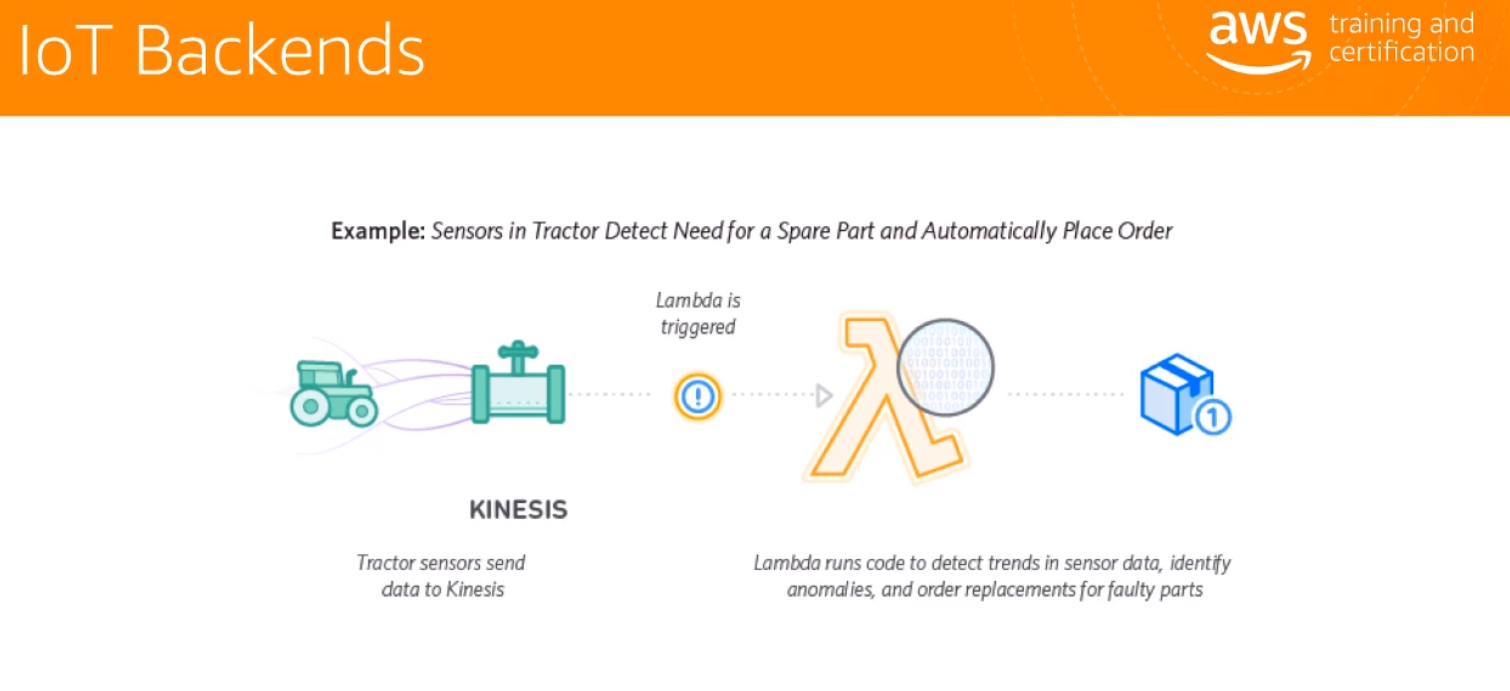 IoT Backends
aws training and
certification
Example: Sensors in Tractor Detect Need for a Spare Part and Automatically Place Order
Lambda is
triggered
!
1
KINESIS
Tractor sensors send
data to Kinesis
Lambda runs code to detect trends in sensor data, identify
anomalies, and order replacements for faulty parts